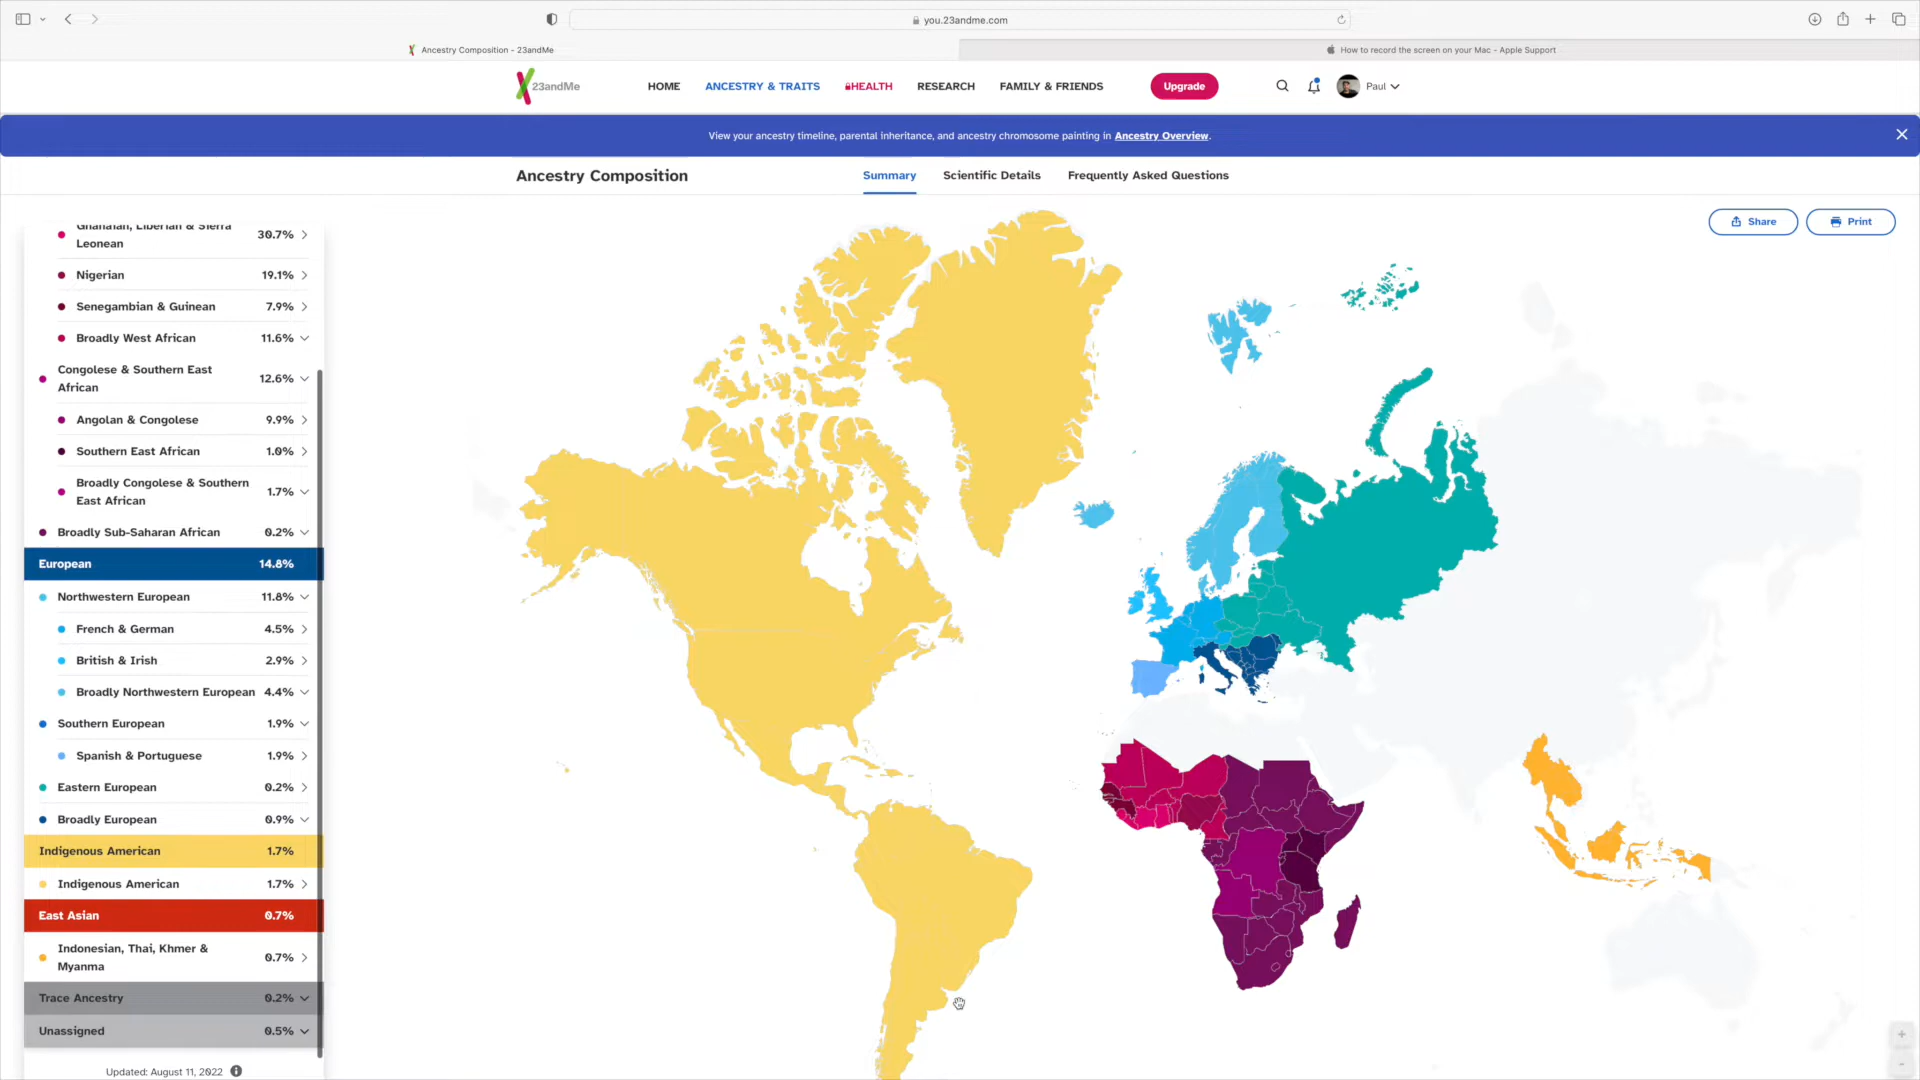 you.23andme.com
Ancestry Composition - 23andMe
How to record the screen on your Mac - Apple Support
23andMe
HOME
ANCESTRY & TRAITS
HEALTH
RESEARCH
FAMILY & FRIENDS
Upgrade
Paul
View your ancestry timeline, parental inheritance, and ancestry chromosome painting in Ancestry Overview.
Ancestry Composition
Summary
Scientific Details
Frequently Asked Questions
Share
Print
Ghanaian, Liberian & Sierra
Leonean
30.7%
Nigerian 19.1%
Senegambian & Guinean 7.9%
Broadly West African 11.6%
Congolese & Southern East
African
12.6%
Angolan & Congolese 9.9%
Southern East African 1.0%
Broadly Congolese & Southern
East African
1.7%
Broadly Sub-Saharan African 0.2%
European 14.8%
Northwestern European 11.8%
French & German 4.5%
British & Irish 2.9%
Broadly Northwestern European 4.4%
Southern European 1.9%
Spanish & Portuguese 1.9%
Eastern European 0.2%
Broadly European 0.9%
Indigenous American 1.7%
Indigenous American 1.7%
East Asian 0.7%
Indonesian, Thai, Khmer &
Myanma
0.7%
Trace Ancestry 0.2%
Unassigned 0.5%
Updated: August 11, 2022